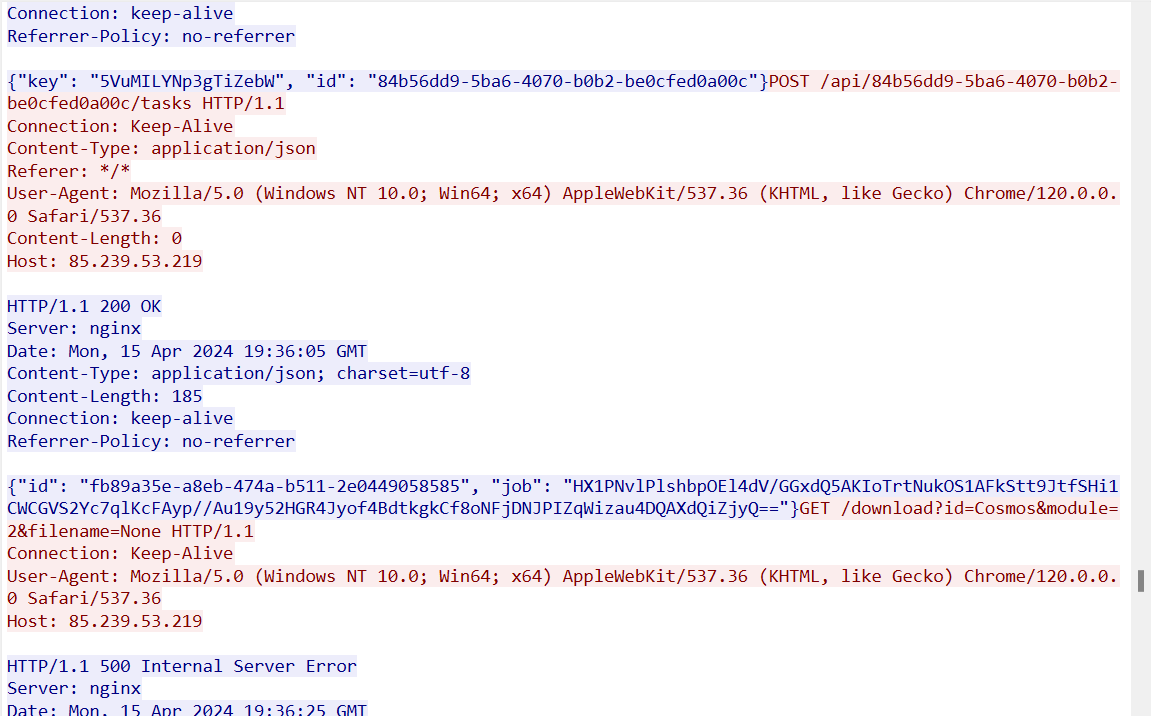 Connection: keep-alive
Referrer-Policy: no-referrer
{"key": "5VuMILYNp3gTiZebW", "id": "84b56dd9-5ba6-4070-b0b2-be0cfed0a00c"}POST /api/84b56dd9-5ba6-4070-b0b2-
be0cfed0a00c/tasks HTTP/1.1
Connection: Keep-Alive
Content-Type: application/json
Referer: */*
User-Agent: Mozilla/5.0 (Windows NT 10.0; Win64; x64) AppleWebKit/537.36 (KHTML, like Gecko) Chrome/120.0.0.
0 Safari/537.36
Content-Length: 0
Host: 85.239.53.219
HTTP/1.1 200 OK
Server: nginx
Date: Mon, 15 Apr 2024 19:36:05 GMT
Content-Type: application/json; charset=utf-8
Content-Length: 185
Connection: keep-alive
Referrer-Policy: no-referrer
{"id": "fb89a35e-a8eb-474a-b511-2e0449058585", "job": "HX1PNvlPlshbpOEl4dV/GGxdQ5AKIoTrtNukOS1AFkStt9JtfSHi1
CWCGVS2Yc7qlKcFAyp//Au19y52HGR4Jyof4BdtkgkCf8oNFjDNJPIZqWizau4DQAXdQiZjyQ=="}GET /download?id=Cosmos&module=
2&filename=None HTTP/1.1
Connection: Keep-Alive
User-Agent: Mozilla/5.0 (Windows NT 10.0; Win64; x64) AppleWebKit/537.36 (KHTML, like Gecko) Chrome/120.0.0.
0 Safari/537.36
Host: 85.239.53.219
HTTP/1.1 500 Internal Server Error
Server: nginx
Date: Mon, 15 Apr 2024 19:36:25 GMT